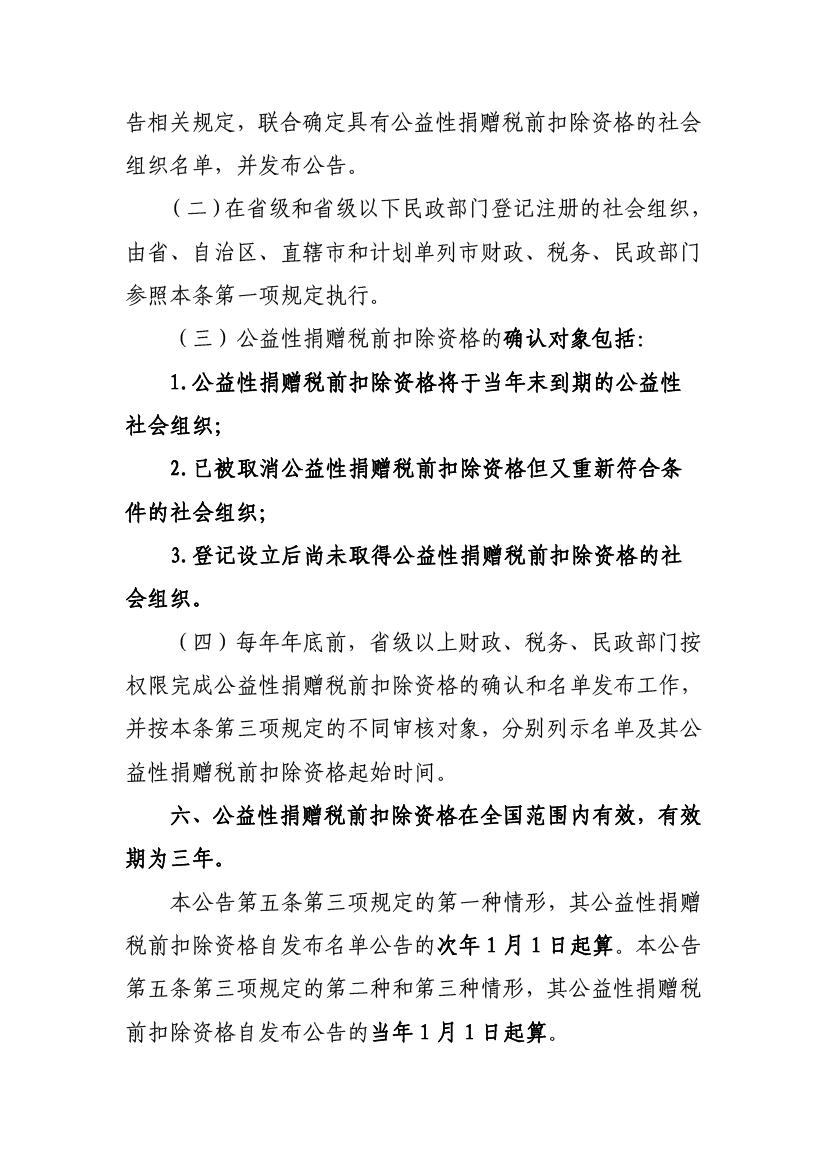 告相关规定，联合确定具有公益性捐赠税前扣除资格的社会
组织名单，并发布公告。
（二）在省级和省级以下民政部门登记注册的社会组织，
由省、自治区、直辖市和计划单列市财政、税务、民政部门
参照本条第一项规定执行。
（三）公益性捐赠税前扣除资格的确认对象包括：
1.公益性捐赠税前扣除资格将于当年末到期的公益性
社会组织；
2.已被取消公益性捐赠税前扣除资格但又重新符合条
件的社会组织；
3.登记设立后尚未取得公益性捐赠税前扣除资格的社
会组织。
（四）每年年底前，省级以上财政、税务、民政部门按
权限完成公益性捐赠税前扣除资格的确认和名单发布工作，
并按本条第三项规定的不同审核对象，分别列示名单及其公
益性捐赠税前扣除资格起始时间。
六、公益性捐赠税前扣除资格在全国范围内有效，有效
期为三年。
本公告第五条第三项规定的第一种情形，其公益性捐赠
税前扣除资格自发布名单公告的次年1月1日起算。本公告
第五条第三项规定的第二种和第三种情形，其公益性捐赠税
前扣除资格自发布公告的当年1月1日起算。